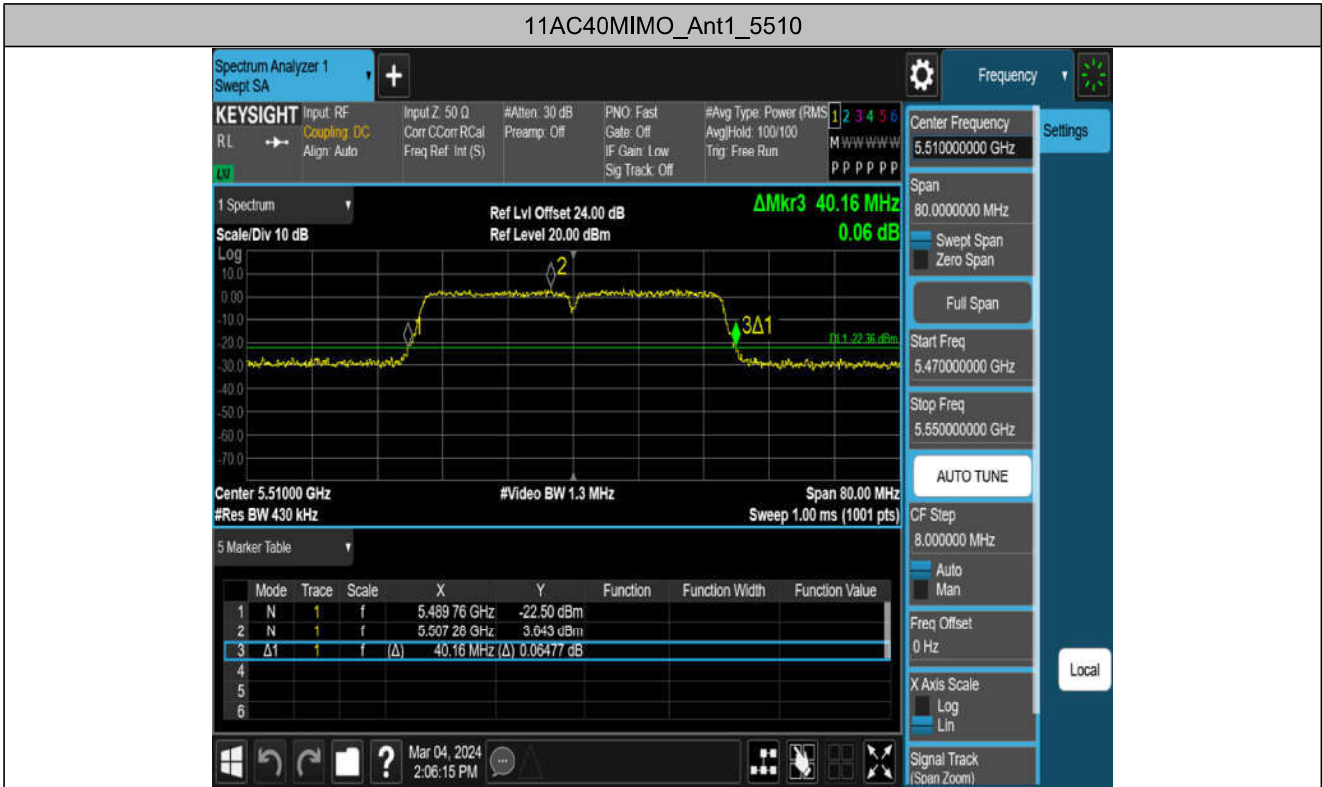 11AC40MIMO_Ant1_5510
Spectrum Analyzer 1
Swept SA
+
Frequency
KEYSIGHT
RL
LXI
Input: RF
Coupling: DC
Align: Auto
Input Z: 50 Ω
Corr CCorr RCal
Freq Ref: Int (S)
#Atten: 30 dB
Preamp: Off
PNO: Fast
Gate: Off
IF Gain: Low
Sig Track: Off
#Avg Type: Power (RMS
Avg|Hold: 100/100
Trig: Free Run
1 2 3 4 5 6
M W W W W W
P P P P P P
Center Frequency
5.510000000 GHz
Settings
1 Spectrum
Scale/Div 10 dB
Ref Lvl Offset 24.00 dB
Ref Level 20.00 dBm
ΔMkr3 40.16 MHz
0.06 dB
Log
10.0
0.00
-10.0
-20.0
-30.0
-40.0
-50.0
-60.0
-70.0
1
2
3Δ1
DL1 -22.36 dBm
Center 5.51000 GHz
#Res BW 430 kHz
#Video BW 1.3 MHz
Span 80.00 MHz
Sweep 1.00 ms (1001 pts)
Span
80.0000000 MHz
Swept Span
Zero Span
Full Span
Start Freq
5.470000000 GHz
Stop Freq
5.550000000 GHz
AUTO TUNE
CF Step
8.000000 MHz
Auto
Man
Freq Offset
0 Hz
X Axis Scale
Log
Lin
Signal Track
(Span Zoom)
Local
5 Marker Table
Mode Trace Scale X Y Function Function Width Function Value
1 N 1 f 5.489 76 GHz -22.50 dBm
2 N 1 f 5.507 28 GHz 3.643 dBm
3 Δ1 1 f (Δ) 40.16 MHz (Δ) 0.06477 dB
4
5
6
?
Mar 04, 2024
2:06:15 PM